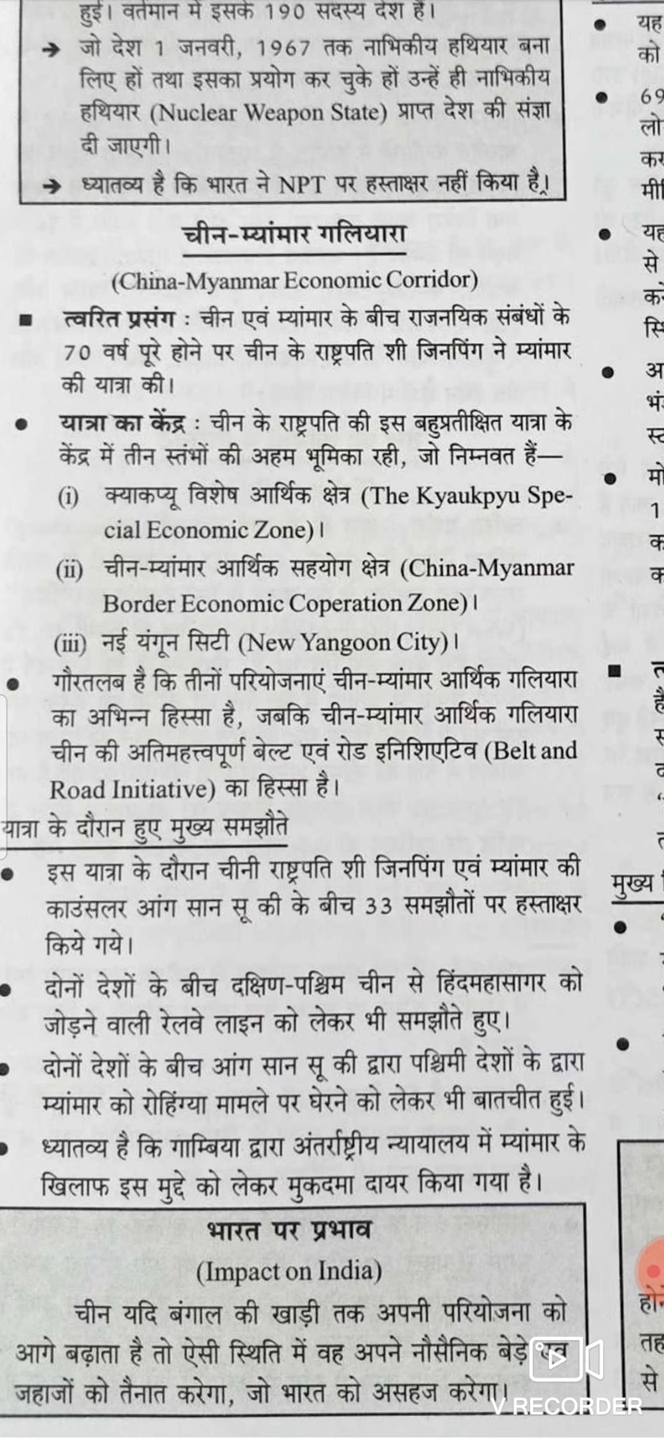 हुई। वर्तमान में इसके 190 सदस्य देश हैं।
→ जो देश 1 जनवरी, 1967 तक नाभिकीय हथियार बना
लिए हों तथा इसका प्रयोग कर चुके हों उन्हें ही नाभिकीय
हथियार (Nuclear Weapon State) प्राप्त देश की संज्ञा
दी जाएगी।
→ ध्यातव्य है कि भारत ने NPT पर हस्ताक्षर नहीं किया है।
चीन-म्यांमार गलियारा
(China-Myanmar Economic Corridor)
■ त्वरित प्रसंग : चीन एवं म्यांमार के बीच राजनयिक संबंधों के
70 वर्ष पूरे होने पर चीन के राष्ट्रपति शी जिनपिंग ने म्यांमार
की यात्रा की।
● यात्रा का केंद्र : चीन के राष्ट्रपति की इस बहुप्रतीक्षित यात्रा के
केंद्र में तीन स्तंभों की अहम भूमिका रही, जो निम्नवत हैं—
(i) क्याकप्यू विशेष आर्थिक क्षेत्र (The Kyaukpyu Spe-
cial Economic Zone)।
(ii) चीन-म्यांमार आर्थिक सहयोग क्षेत्र (China-Myanmar
Border Economic Coperation Zone)।
(iii) नई यंगून सिटी (New Yangoon City)।
● गौरतलब है कि तीनों परियोजनाएं चीन-म्यांमार आर्थिक गलियारा
का अभिन्न हिस्सा है, जबकि चीन-म्यांमार आर्थिक गलियारा
चीन की अतिमहत्त्वपूर्ण बेल्ट एवं रोड इनिशिएटिव (Belt and
Road Initiative) का हिस्सा है।
यात्रा के दौरान हुए मुख्य समझौते
● इस यात्रा के दौरान चीनी राष्ट्रपति शी जिनपिंग एवं म्यांमार की
काउंसलर आंग सान सू की के बीच 33 समझौतों पर हस्ताक्षर
किये गये।
● दोनों देशों के बीच दक्षिण-पश्चिम चीन से हिंदमहासागर को
जोड़ने वाली रेलवे लाइन को लेकर भी समझौते हुए।
● दोनों देशों के बीच आंग सान सू की द्वारा पश्चिमी देशों के द्वारा
म्यांमार को रोहिंग्या मामले पर घेरने को लेकर भी बातचीत हुई।
● ध्यातव्य है कि गाम्बिया द्वारा अंतर्राष्ट्रीय न्यायालय में म्यांमार के
खिलाफ इस मुद्दे को लेकर मुकदमा दायर किया गया है।
भारत पर प्रभाव
(Impact on India)
चीन यदि बंगाल की खाड़ी तक अपनी परियोजना को
आगे बढ़ाता है तो ऐसी स्थिति में वह अपने नौसैनिक बेड़े एवं
जहाजों को तैनात करेगा, जो भारत को असहज करेगा।
● यह
को
● 69
● यह
से
मुख्य
तह
से
V RECORDER